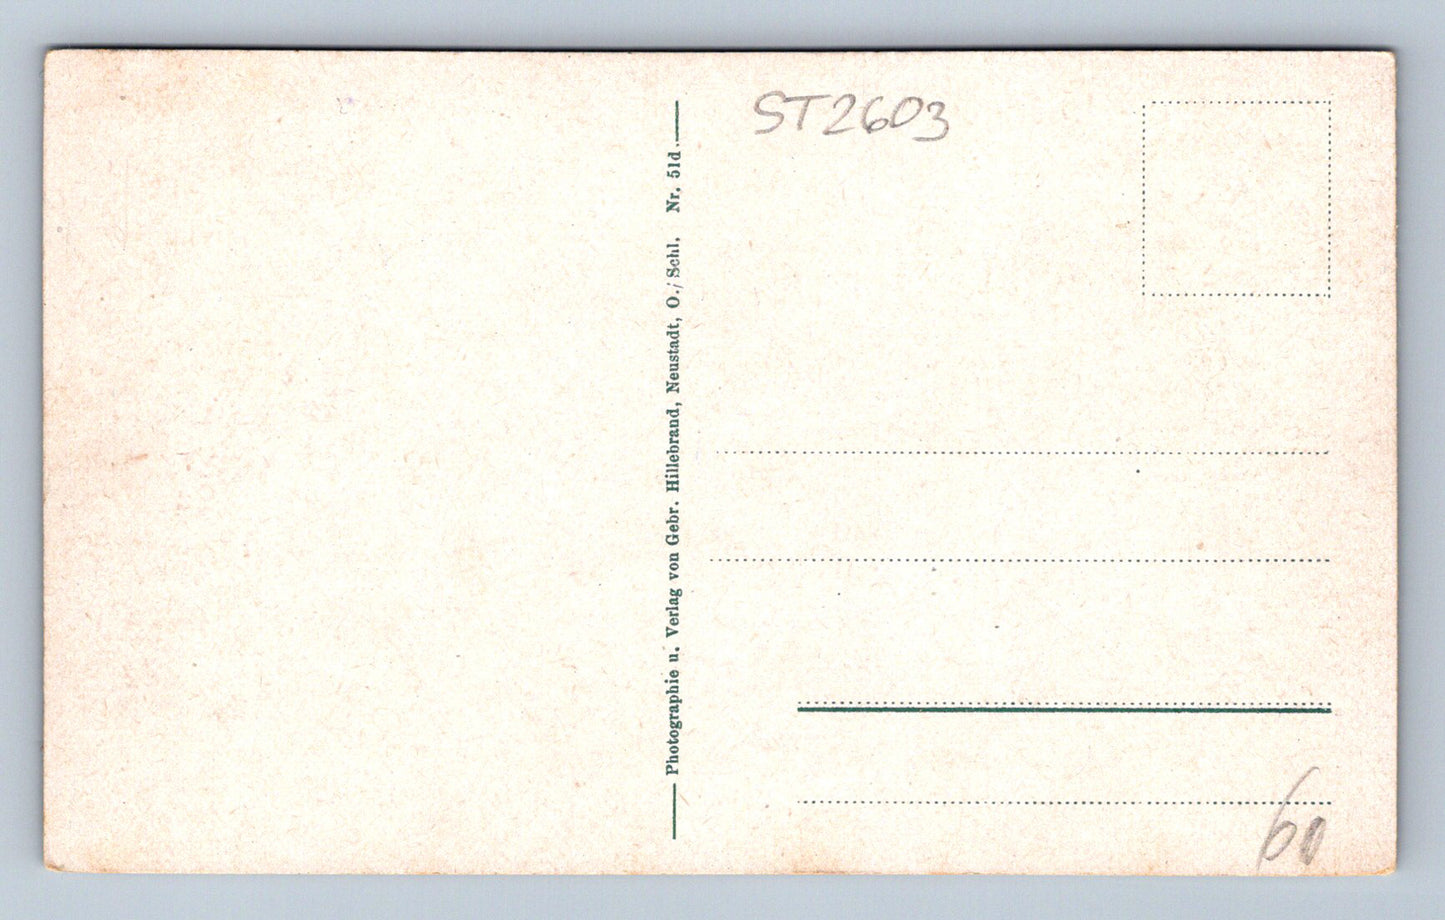 Photographie u. Verlag von Gebr. Hillebrand, Neustadt, O./Schl. Nr. 51d.
ST2603
60